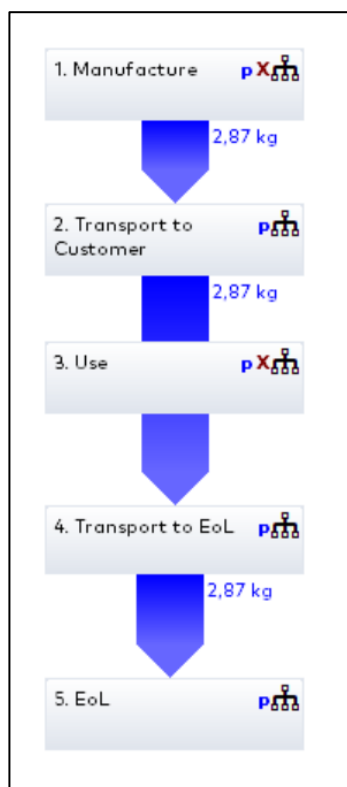 1. Manufacture p X
2,87 kg
2. Transport to p
Customer
2,87 kg
3. Use p X
4. Transport to EoL p
2,87 kg
5. EoL p